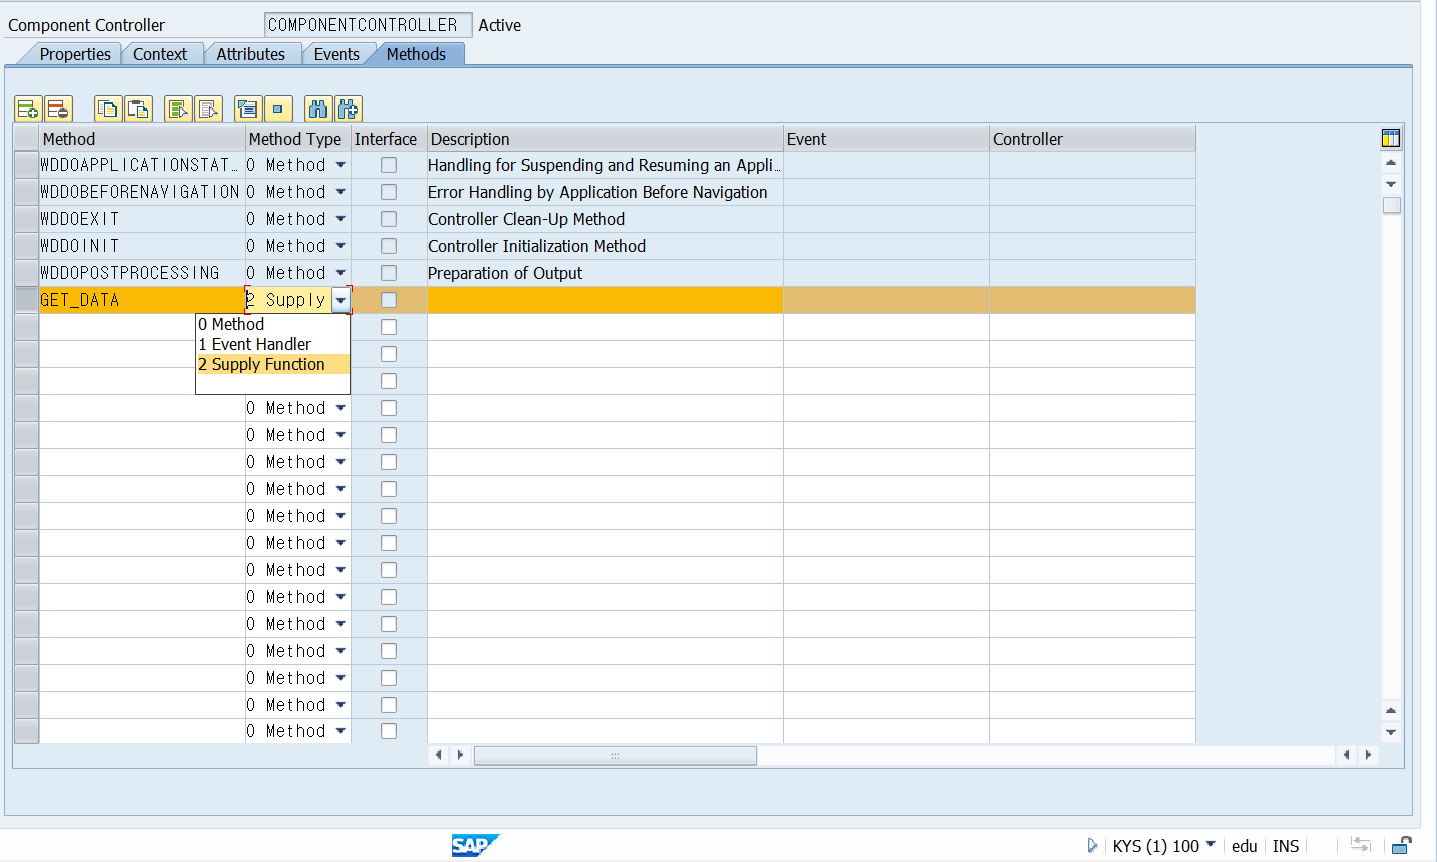 Component Controller COMPONENTCONTROLLER Active
Properties Context Attributes Events Methods
Method Method Type Interface Description Event Controller
WDDOAPPLICATIONSTAT… 0 Method Handling for Suspending and Resuming an Appli…
WDDOBEFORENAVIGATION 0 Method Error Handling by Application Before Navigation
WDDOEXIT 0 Method Controller Clean-Up Method
WDDOINIT 0 Method Controller Initialization Method
WDDOPOSTPROCESSING 0 Method Preparation of Output
GET_DATA 2 Supply
0 Method
1 Event Handler
2 Supply Function
0 Method
0 Method
0 Method
0 Method
0 Method
0 Method
0 Method
0 Method
0 Method
0 Method
0 Method
0 Method
0 Method
SAP KYS (1) 100 edu INS